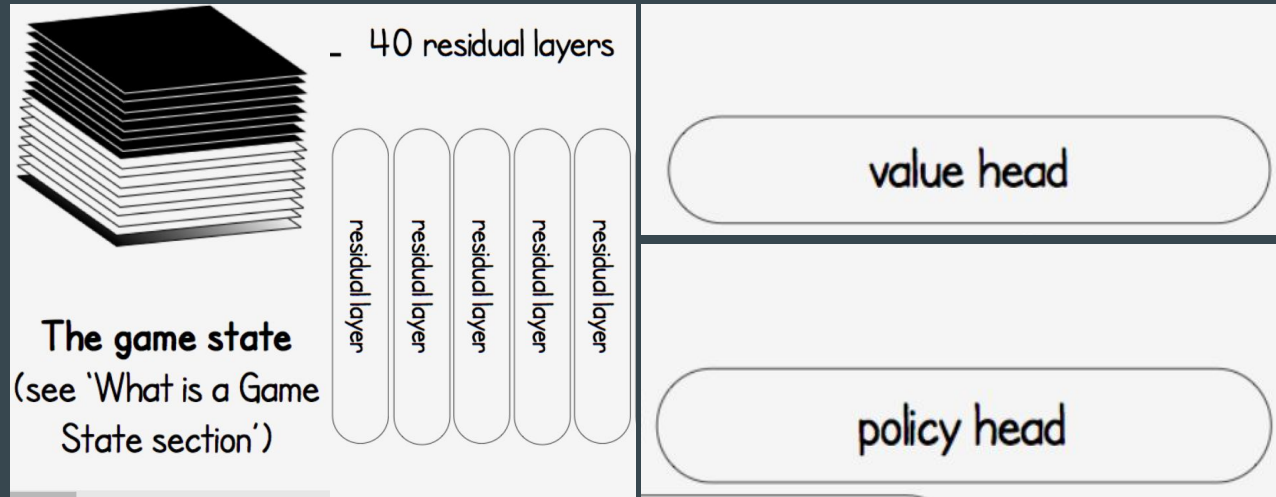 40 residual layers
residual layer
residual layer
residual layer
residual layer
residual layer
The game state
(see 'What is a Game
State section')
value head
policy head